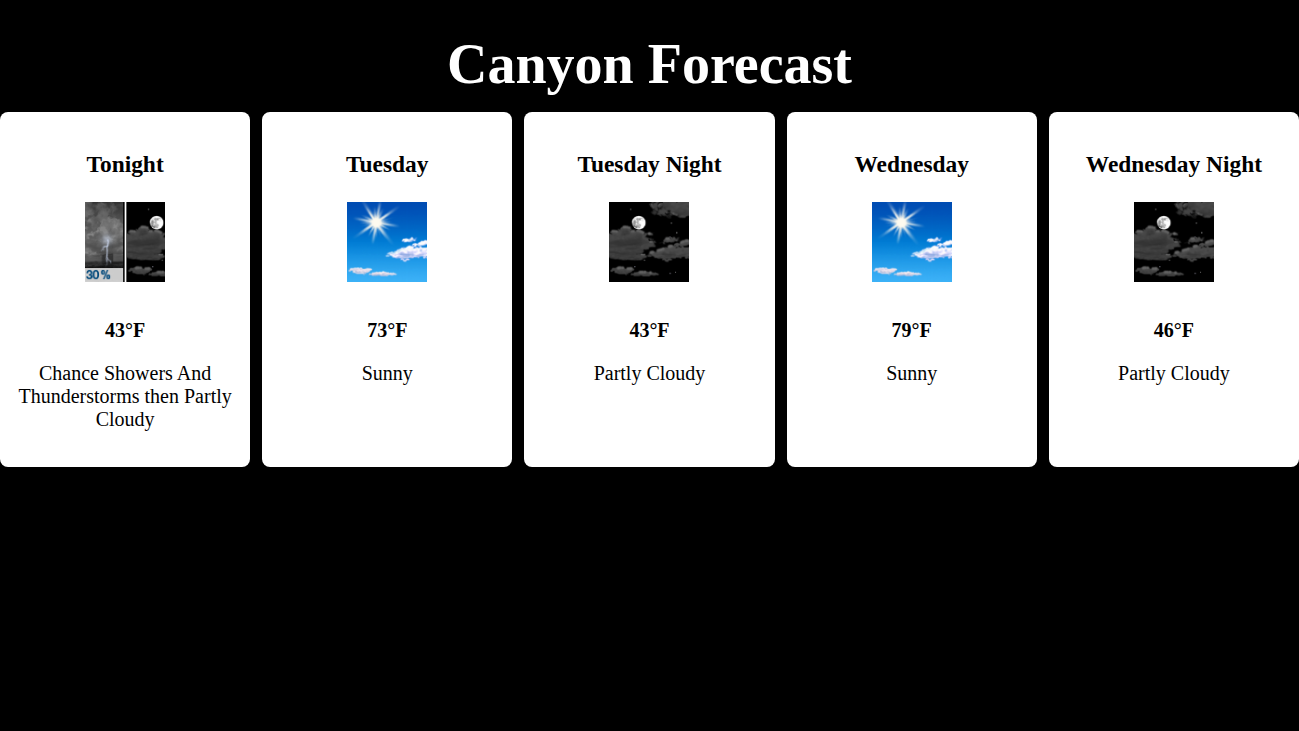 Canyon Forecast
Tonight
30%
43°F
Chance Showers And
Thunderstorms then Partly
Cloudy
Tuesday
73°F
Sunny
Tuesday Night
43°F
Partly Cloudy
Wednesday
79°F
Sunny
Wednesday Night
46°F
Partly Cloudy